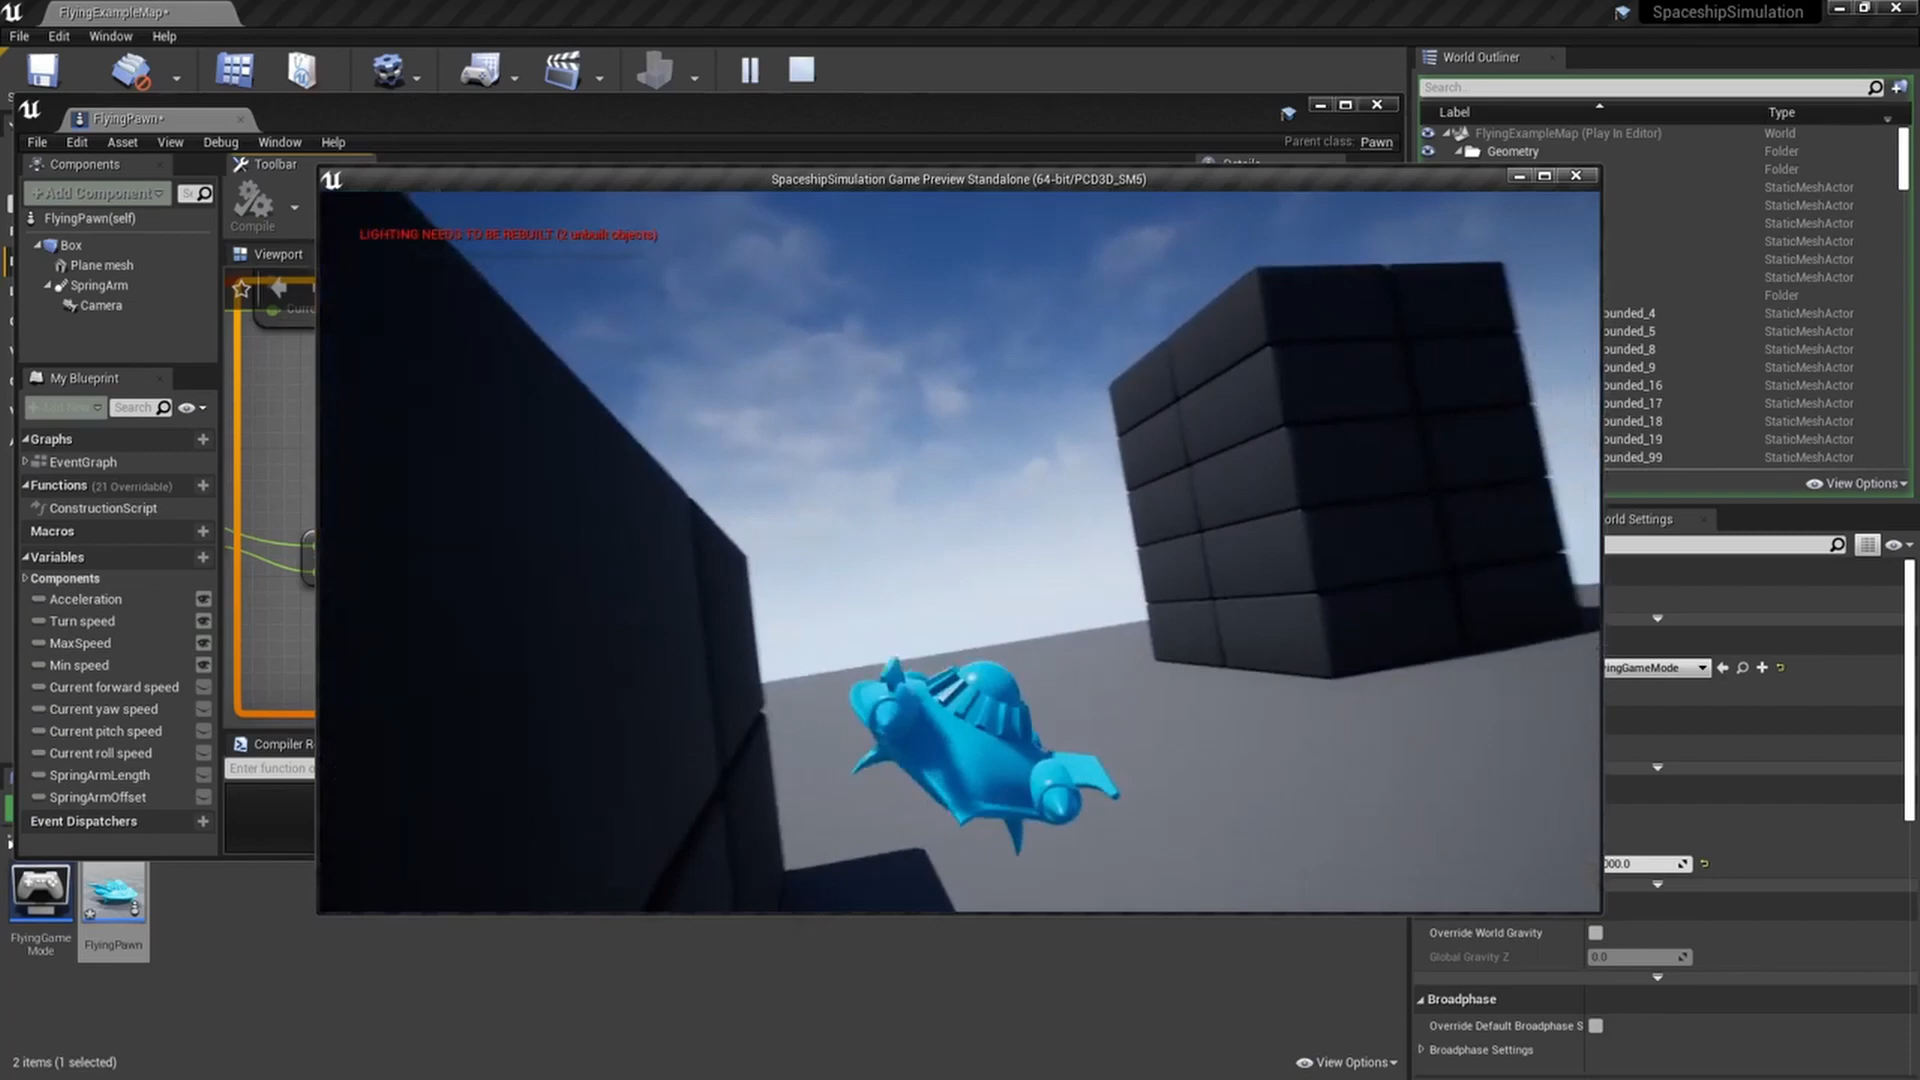 FlyingExampleMap*
SpaceshipSimulation
File Edit Window Help
World Outliner
Search...
Label Type
FlyingExampleMap (Play In Editor) World
Geometry Folder
Folder
StaticMeshActor
StaticMeshActor
StaticMeshActor
StaticMeshActor
StaticMeshActor
StaticMeshActor
Folder
ounded_4 StaticMeshActor
ounded_5 StaticMeshActor
ounded_8 StaticMeshActor
ounded_9 StaticMeshActor
ounded_16 StaticMeshActor
ounded_17 StaticMeshActor
ounded_18 StaticMeshActor
ounded_19 StaticMeshActor
ounded_99 StaticMeshActor
View Options
FlyingPawn*
File Edit Asset View Debug Window Help
Parent class: Pawn
Components
Toolbar
Details
+Add Component
Se
FlyingPawn(self)
Compile
Box
Plane mesh
SpringArm
Camera
Viewport
Curre
My Blueprint
+Add New
Search
Graphs
EventGraph
Functions (21 Overridable)
ConstructionScript
Macros
Variables
Components
Acceleration
Turn speed
MaxSpeed
Min speed
Current forward speed
Current yaw speed
Current pitch speed
Current roll speed
SpringArmLength
SpringArmOffset
Event Dispatchers
Compiler R
Enter function o
SpaceshipSimulation Game Preview Standalone (64-bit/PCD3D_SM5)
LIGHTING NEEDS TO BE REBUILT (2 unbuilt objects)
orld Settings
yingGameMode
000.0
Override World Gravity
Global Gravity Z 0.0
Broadphase
Override Default Broadphase S
Broadphase Settings
FlyingGame
Mode
FlyingPawn
2 items (1 selected)
View Options